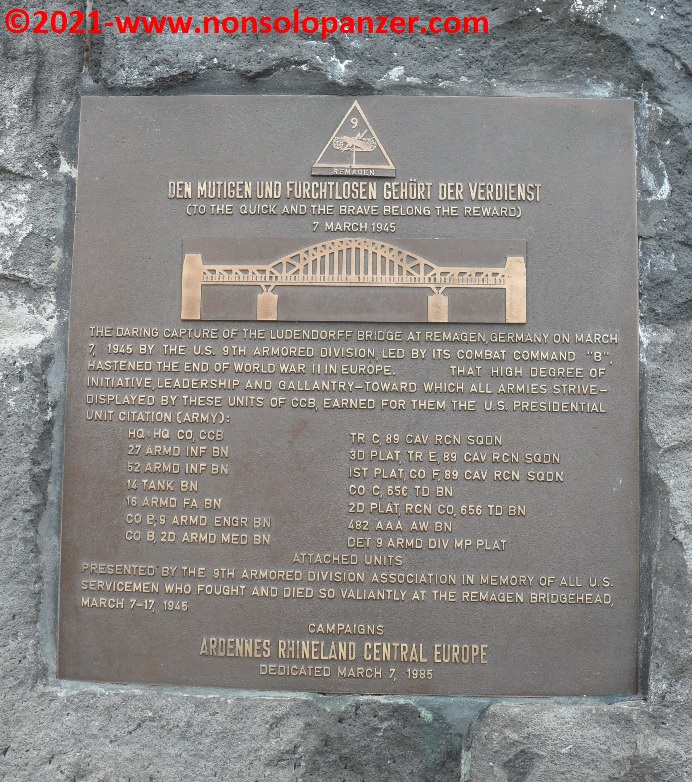 ©2021-www.nonsolopanzer.com
9
REMAGEN
DEN MUTIGEN UND FURCHTLOSEN GEHÖRT DER VERDIENST
(TO THE QUICK AND THE BRAVE BELONG THE REWARD)
7 MARCH 1945
THE DARING CAPTURE OF THE LUDENDORFF BRIDGE AT REMAGEN, GERMANY ON MARCH
7, 1945 BY THE U.S. 9TH ARMORED DIVISION, LED BY ITS COMBAT COMMAND "B",
HASTENED THE END OF WORLD WAR II IN EUROPE. THAT HIGH DEGREE OF
INITIATIVE, LEADERSHIP AND GALLANTRY-TOWARD WHICH ALL ARMIES STRIVE-
DISPLAYED BY THESE UNITS OF CCB, EARNED FOR THEM THE U.S. PRESIDENTIAL
UNIT CITATION (ARMY):
HQ & HQ CO, CCB
27 ARMD INF BN
52 ARMD INF BN
14 TANK BN
16 ARMD FA BN
CO B, 9 ARMD ENGR BN
CO B, 2D ARMD MED BN
TR C, 89 CAV RCN SQDN
3D PLAT, TR E, 89 CAV RCN SQDN
1ST PLAT, CO F, 89 CAV RCN SQDN
CO C, 656 TD BN
2D PLAT, RCN CO, 656 TD BN
482 AAA AW BN
DET 9 ARMD DIV MP PLAT
ATTACHED UNITS
PRESENTED BY THE 9TH ARMORED DIVISION ASSOCIATION IN MEMORY OF ALL U.S.
SERVICEMEN WHO FOUGHT AND DIED SO VALIANTLY AT THE REMAGEN BRIDGEHEAD,
MARCH 7-17, 1945
CAMPAIGNS
ARDENNES RHINELAND CENTRAL EUROPE
DEDICATED MARCH 7, 1985